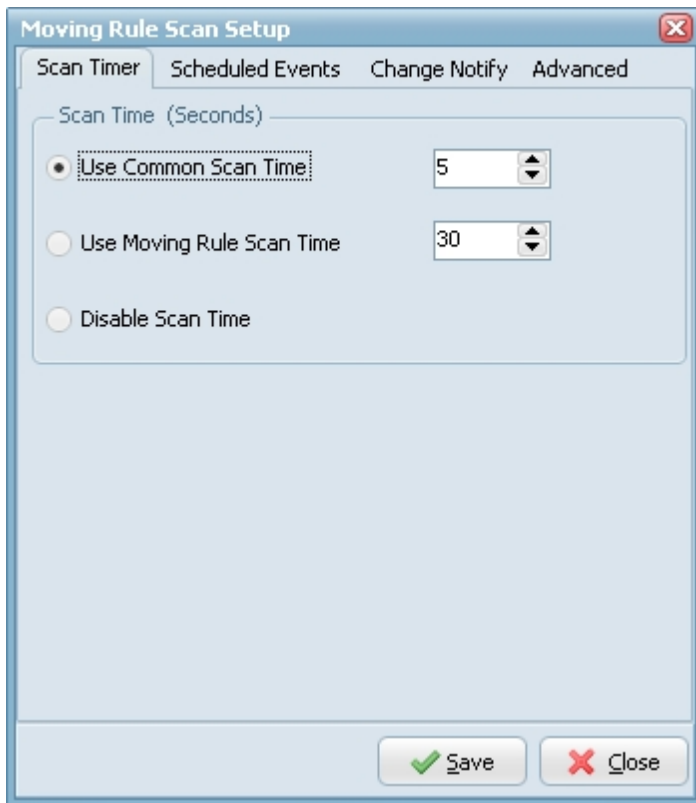 Moving Rule Scan Setup
Scan Timer Scheduled Events Change Notify Advanced
Scan Time (Seconds)
Use Common Scan Time 5
Use Moving Rule Scan Time 30
Disable Scan Time
Save Close